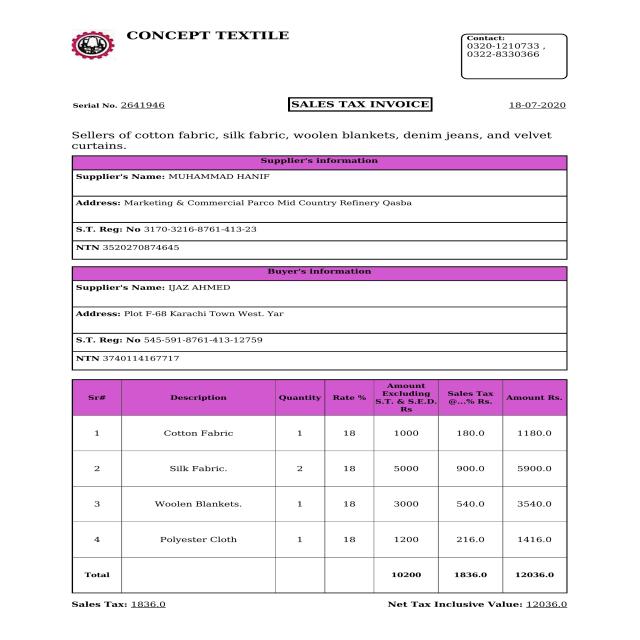 CONCEPT TEXTILE
Contact:
0320-1210733 ,
0322-8330366
Serial No. 2641946
SALES TAX INVOICE
18-07-2020
Sellers of cotton fabric, silk fabric, woolen blankets, denim jeans, and velvet
curtains.
Supplier's information
Supplier's Name: MUHAMMAD HANIF
Address: Marketing & Commercial Parco Mid Country Refinery Qasba
S.T. Reg: No 3170-3216-8761-413-23
NTN 3520270874645
Buyer's information
Supplier's Name: IJAZ AHMED
Address: Plot F-68 Karachi Town West. Yar
S.T. Reg: No 545-591-8761-413-12759
NTN 3740114167717
Sr# Description Quantity Rate % Amount Excluding S.T. & S.E.D. Rs Sales Tax @...% Rs. Amount Rs.
1 Cotton Fabric 1 18 1000 180.0 1180.0
2 Silk Fabric. 2 18 5000 900.0 5900.0
3 Woolen Blankets. 1 18 3000 540.0 3540.0
4 Polyester Cloth 1 18 1200 216.0 1416.0
Total 10200 1836.0 12036.0
Sales Tax: 1836.0 Net Tax Inclusive Value: 12036.0